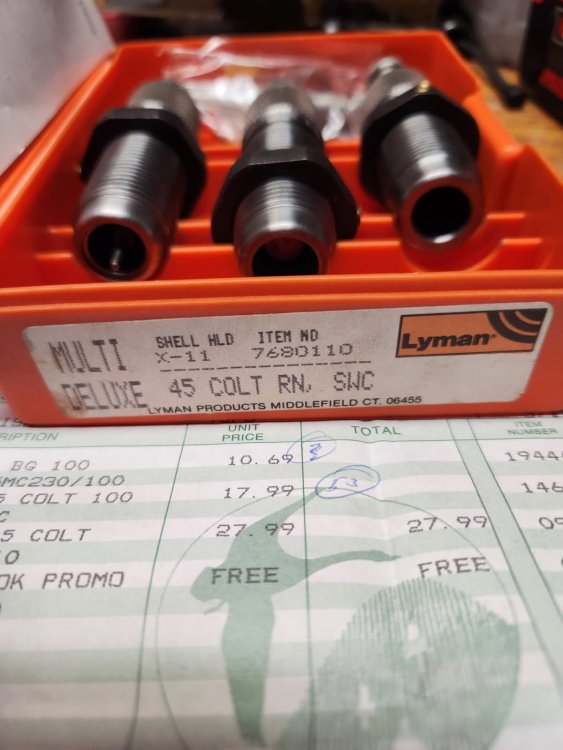 MULTI
DELUXE
SHELL HLD ITEM NO
X-11 7680110
45 COLT RN, SWC
Lyman
LYMAN PRODUCTS MIDDLEFIELD CT. 06455
UNIT
PRICE
TOTAL
ITEM
NUMBER
BG 100
10.69
MC230/100
COLT 100
17.99
5 COLT
27.99
27.99
OK PROMO
FREE
FREE